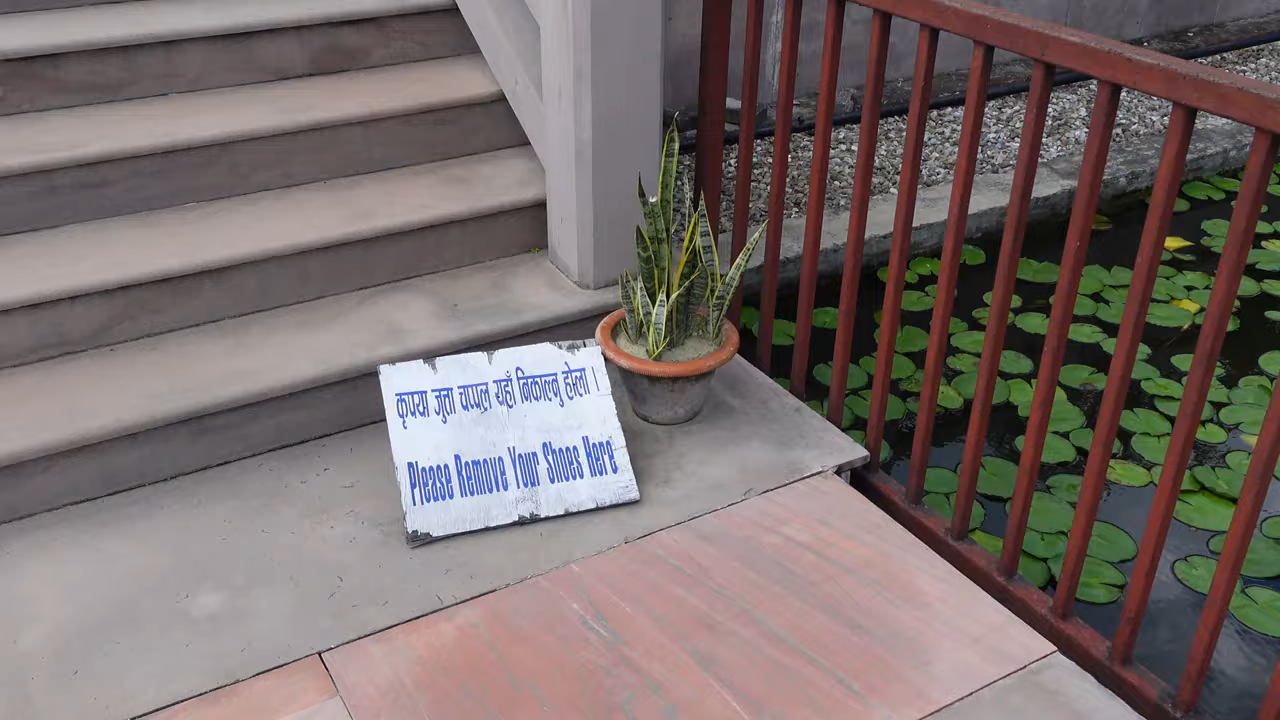 कृपया जुत्ता चप्पल यहाँ निकाल्नु होला ।
Please Remove Your Shoes Here